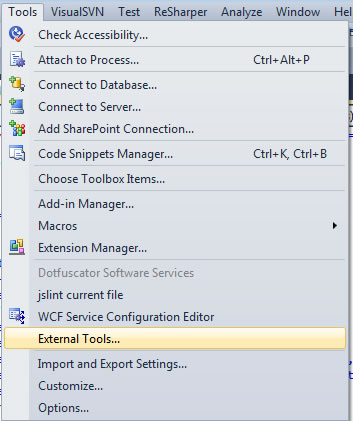 Tools VisualSVN Test ReSharper Analyze Window
Check Accessibility...
Attach to Process... Ctrl+Alt+P
Connect to Database...
Connect to Server...
Add SharePoint Connection...
Code Snippets Manager... Ctrl+K, Ctrl+B
Choose Toolbox Items...
Add-in Manager...
Macros
Extension Manager...
Dotfuscator Software Services
jslint current file
WCF Service Configuration Editor
External Tools...
Import and Export Settings...
Customize...
Options...